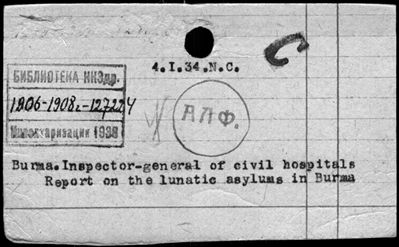 C
4.I.34.N.C.
БИБЛИОТЕКА НКЗдр.
1906-1908г.-127224
Инвентаризация 1938
АЛФ.
Burma.Inspector-general of civil hospitals
Report on the lunatic asylums in Burma